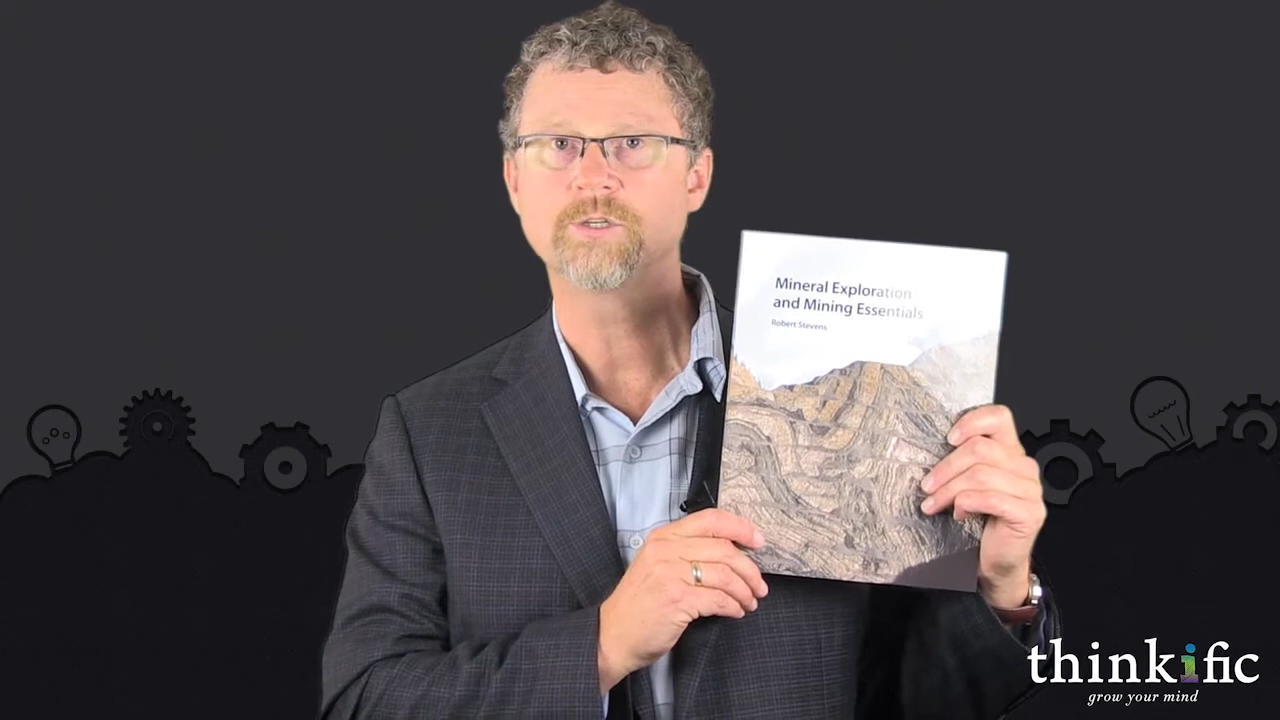 Mineral Exploration
and Mining Essentials
Robert Stevens
thinkific
grow your mind